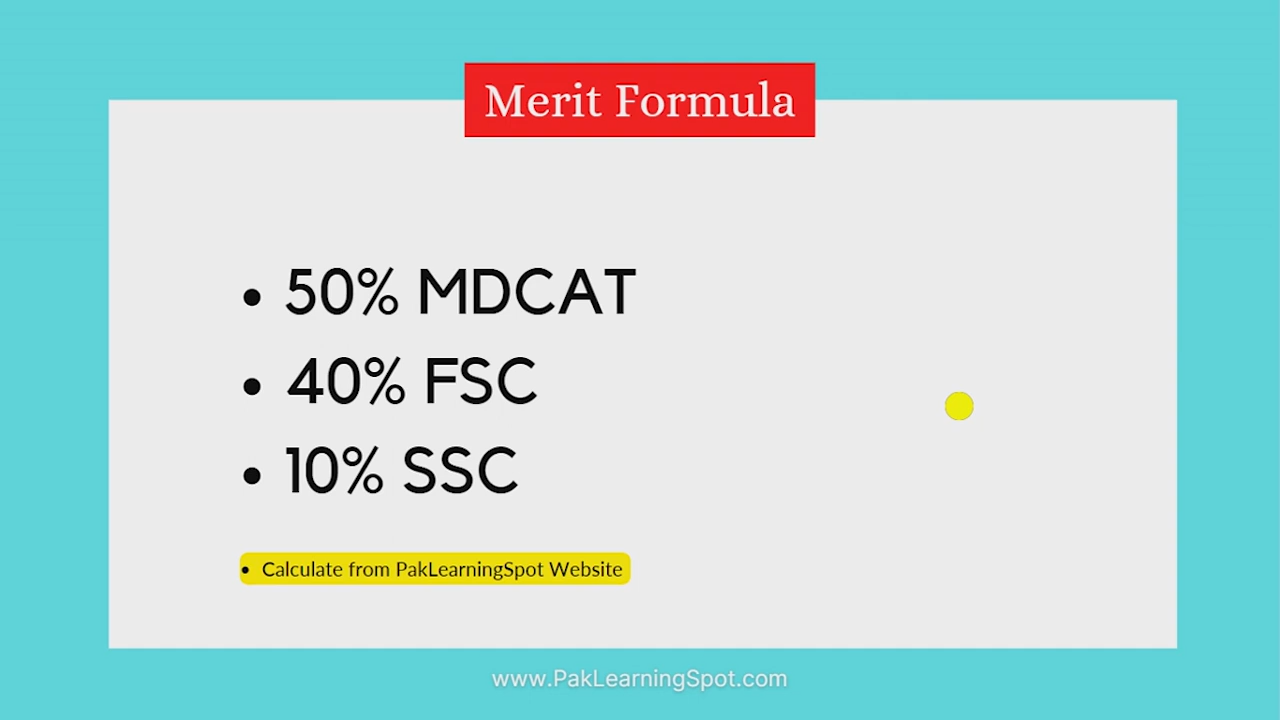 Merit Formula
• 50% MDCAT
• 40% FSC
• 10% SSC
• Calculate from PakLearningSpot Website
www.PakLearningSpot.com